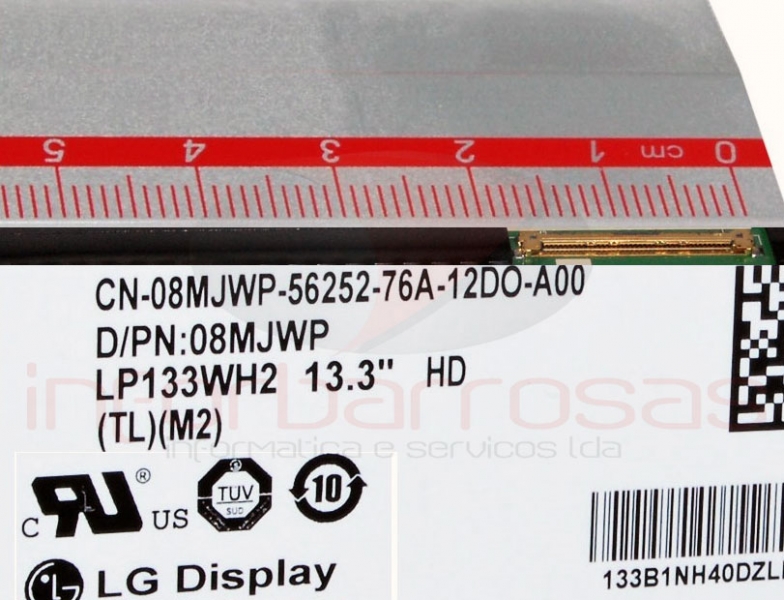 5 4 3 2 1 cm 0
CN-08MJWP-56252-76A-12DO-A00
D/PN:08MJWP
LP133WH2 13.3" HD
(TL)(M2)
informatica e servicos lda
C RU ® US TUV SUD 10
LG Display
133B1NH40DZL